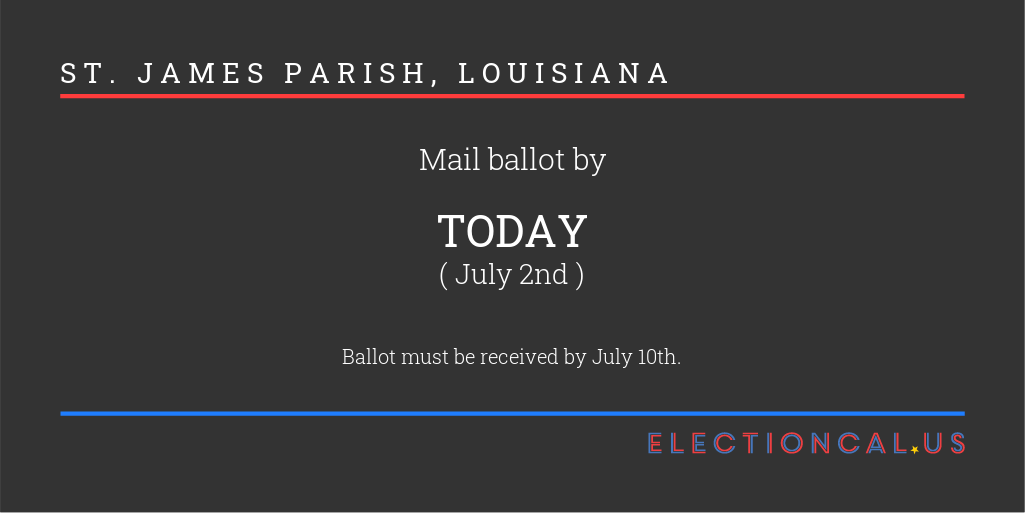 ST. JAMES PARISH, LOUISIANA
Mail ballot by
TODAY
( July 2nd )
Ballot must be received by July 10th.
ELECTIONCAL.US